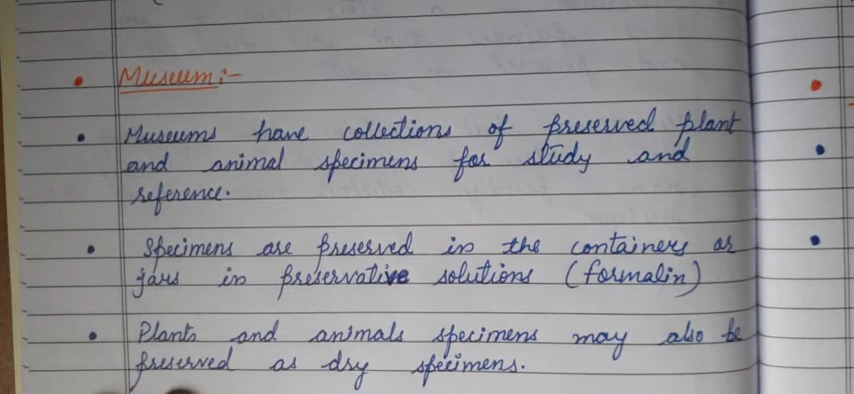 • Museum:-
• Museums have collections of preserved plant
and animal specimens for study and
reference.
• Specimens are preserved in the containers or
jars in preservative solutions (formalin)
• Plants and animals specimens may also be
preserved as dry specimens.